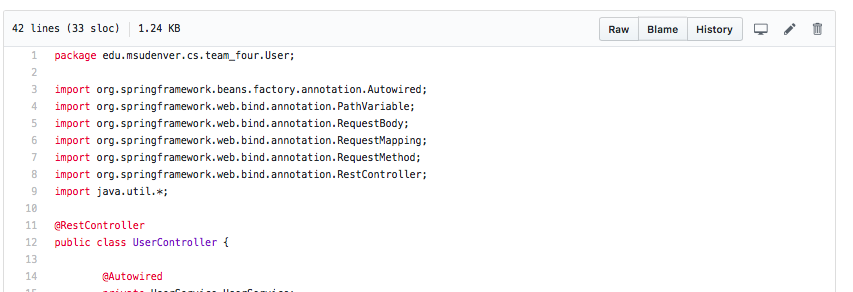 42 lines (33 sloc) 1.24 KB Raw Blame History
1 package edu.msudenver.cs.team_four.User;
2
3 import org.springframework.beans.factory.annotation.Autowired;
4 import org.springframework.web.bind.annotation.PathVariable;
5 import org.springframework.web.bind.annotation.RequestBody;
6 import org.springframework.web.bind.annotation.RequestMapping;
7 import org.springframework.web.bind.annotation.RequestMethod;
8 import org.springframework.web.bind.annotation.RestController;
9 import java.util.*;
10
11 @RestController
12 public class UserController {
13
14 @Autowired
15 private UserService UserService;